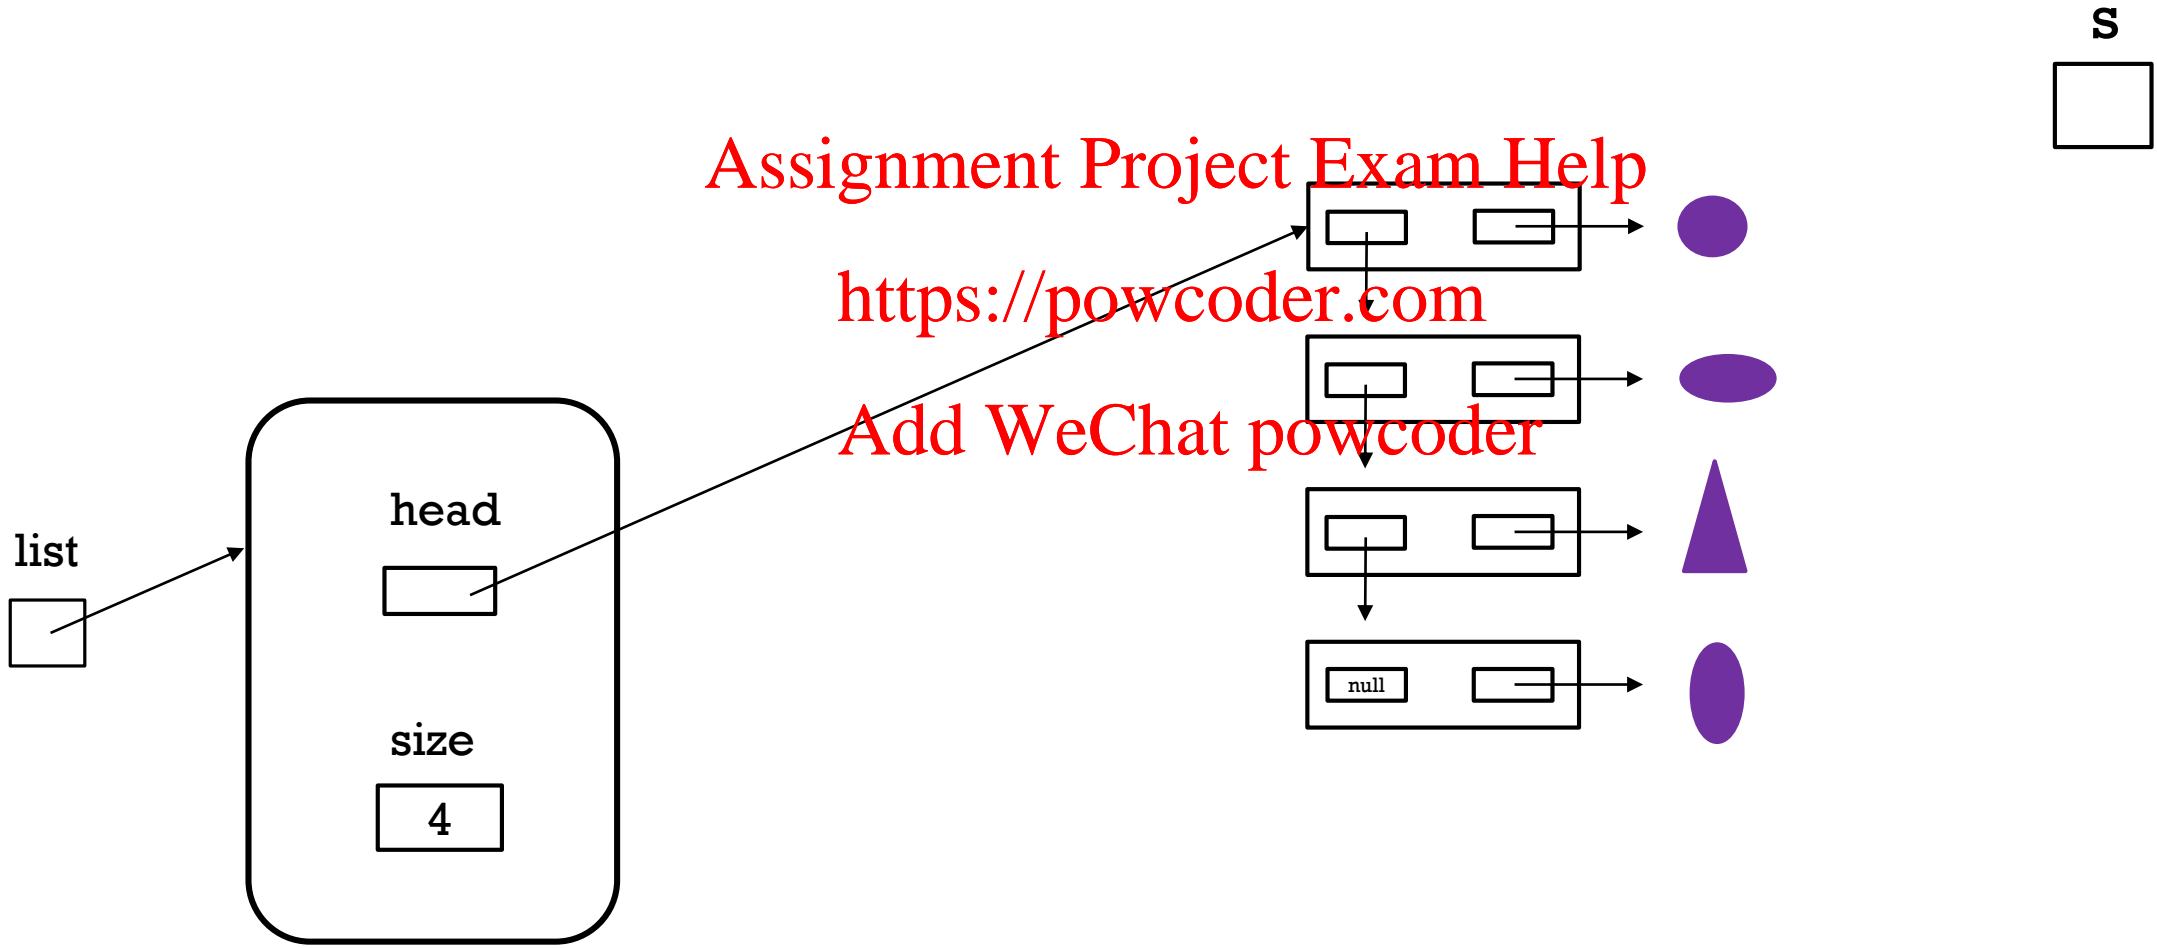 S
Assignment Project Exam Help
https://powcoder.com
Add WeChat powcoder
head
list
null
size
4